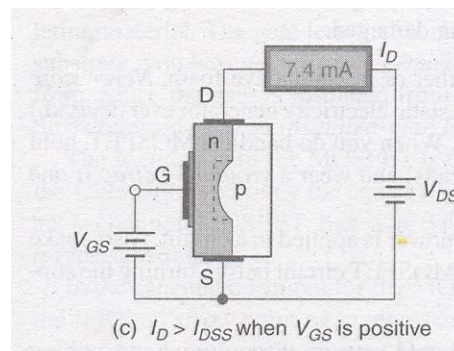 I_D
7.4 mA
D
n
G
p
V_GS
V_DS
S
(c) I_D > I_DSS when V_GS is positive